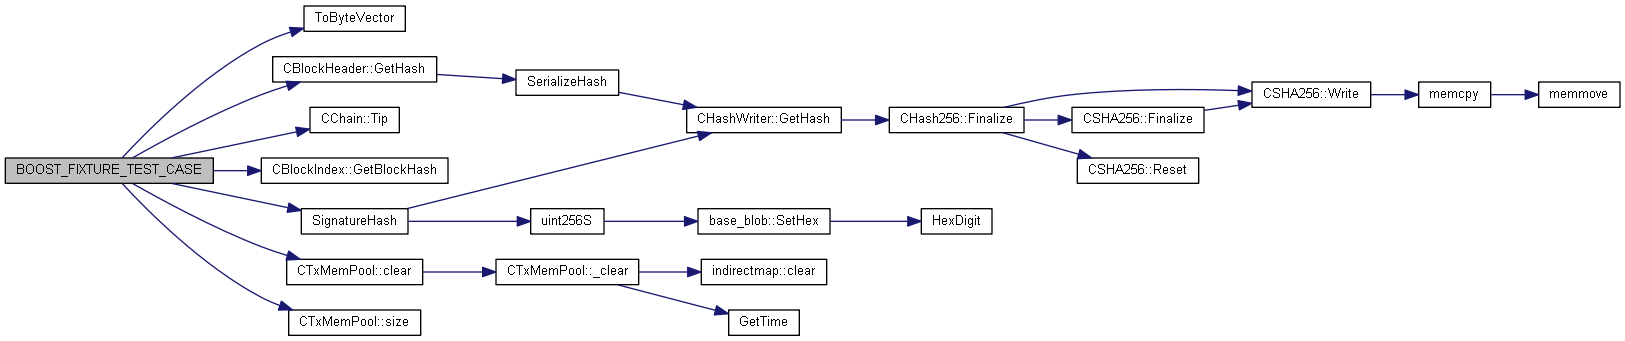 ToByteVector
CBlockHeader::GetHash
SerializeHash
CSHA256::Write
memcpy
memmove
CChain::Tip
CHashWriter::GetHash
CHash256::Finalize
CSHA256::Finalize
BOOST_FIXTURE_TEST_CASE
CBlockIndex::GetBlockHash
CSHA256::Reset
SignatureHash
uint256S
base_blob::SetHex
HexDigit
CTxMemPool::clear
CTxMemPool::_clear
indirectmap::clear
CTxMemPool::size
GetTime